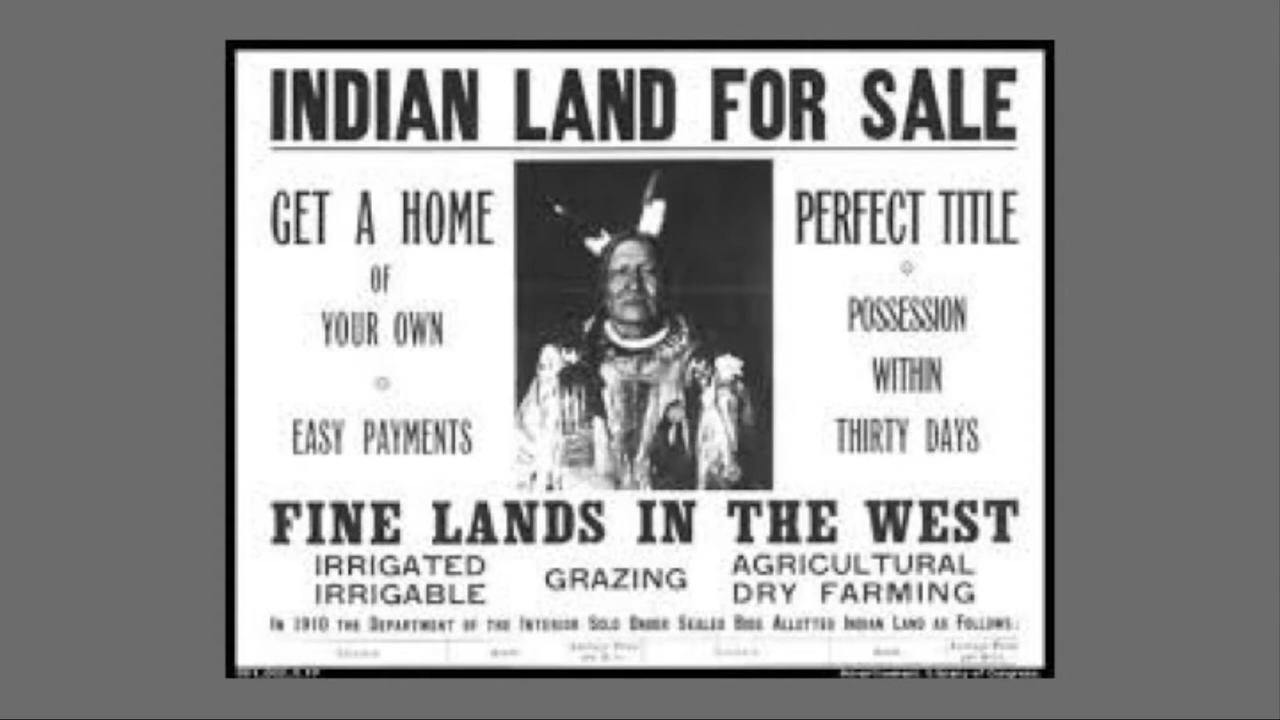 INDIAN LAND FOR SALE
GET A HOME
OF
YOUR OWN
EASY PAYMENTS
PERFECT TITLE
POSSESSION
WITHIN
THIRTY DAYS
FINE LANDS IN THE WEST
IRRIGATED
IRRIGABLE
GRAZING
AGRICULTURAL
DRY FARMING
IN 1910 THE DEPARTMENT OF THE INTERIOR SOLD UNDER SEALED BIDS ALLOTTED INDIAN LAND AS FOLLOWS: